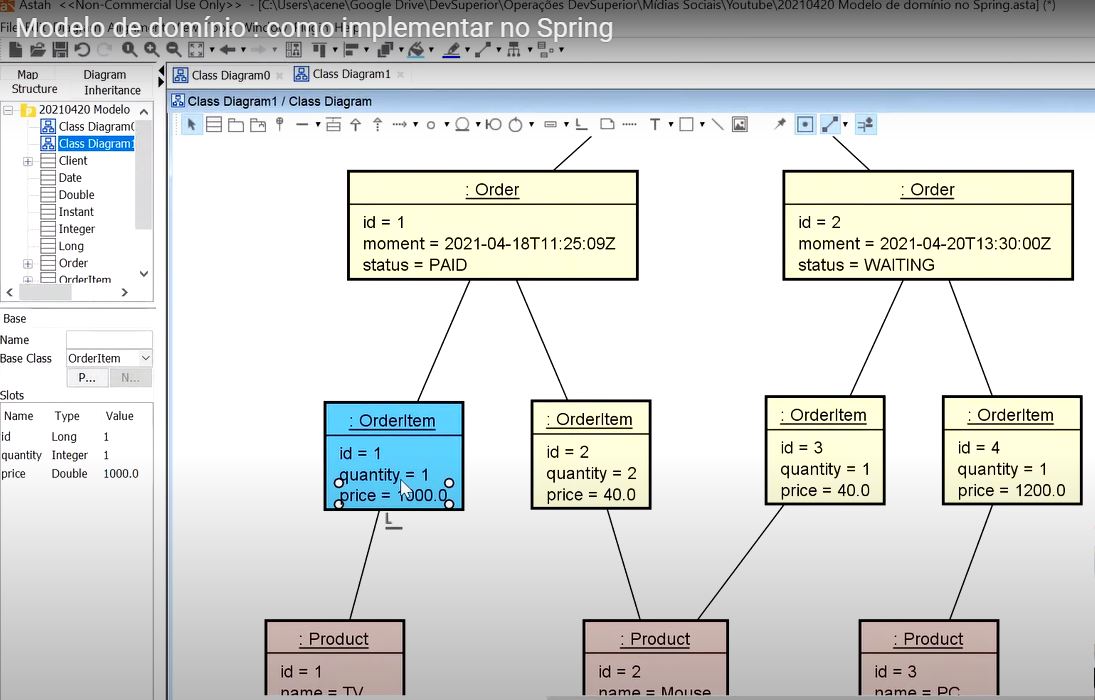 Astah <<Non-Commercial Use Only>> - [C:\Users\acene\Google Drive\DevSuperior\Operações DevSuperior\Mídias Sociais\Youtube\20210420 Modelo de domínio no Spring.asta] (*)
Modelo de domínio : como implementar no Spring
Map
Structure
Diagram
Inheritance
Class Diagram0
Class Diagram1
Class Diagram1 / Class Diagram
20210420 Modelo
Class Diagram0
Class Diagram1
Client
Date
Double
Instant
Integer
Long
Order
OrderItem
Base
Name
Base Class OrderItem
P... N...
Slots
Name Type Value
id Long 1
quantity Integer 1
price Double 1000.0
: Order
id = 1
moment = 2021-04-18T11:25:09Z
status = PAID
: Order
id = 2
moment = 2021-04-20T13:30:00Z
status = WAITING
: OrderItem
id = 1
quantity = 1
price = 1000.0
: OrderItem
id = 2
quantity = 2
price = 40.0
: OrderItem
id = 3
quantity = 1
price = 40.0
: OrderItem
id = 4
quantity = 1
price = 1200.0
: Product
id = 1
name = TV
: Product
id = 2
name = Mouse
: Product
id = 3
name = PC